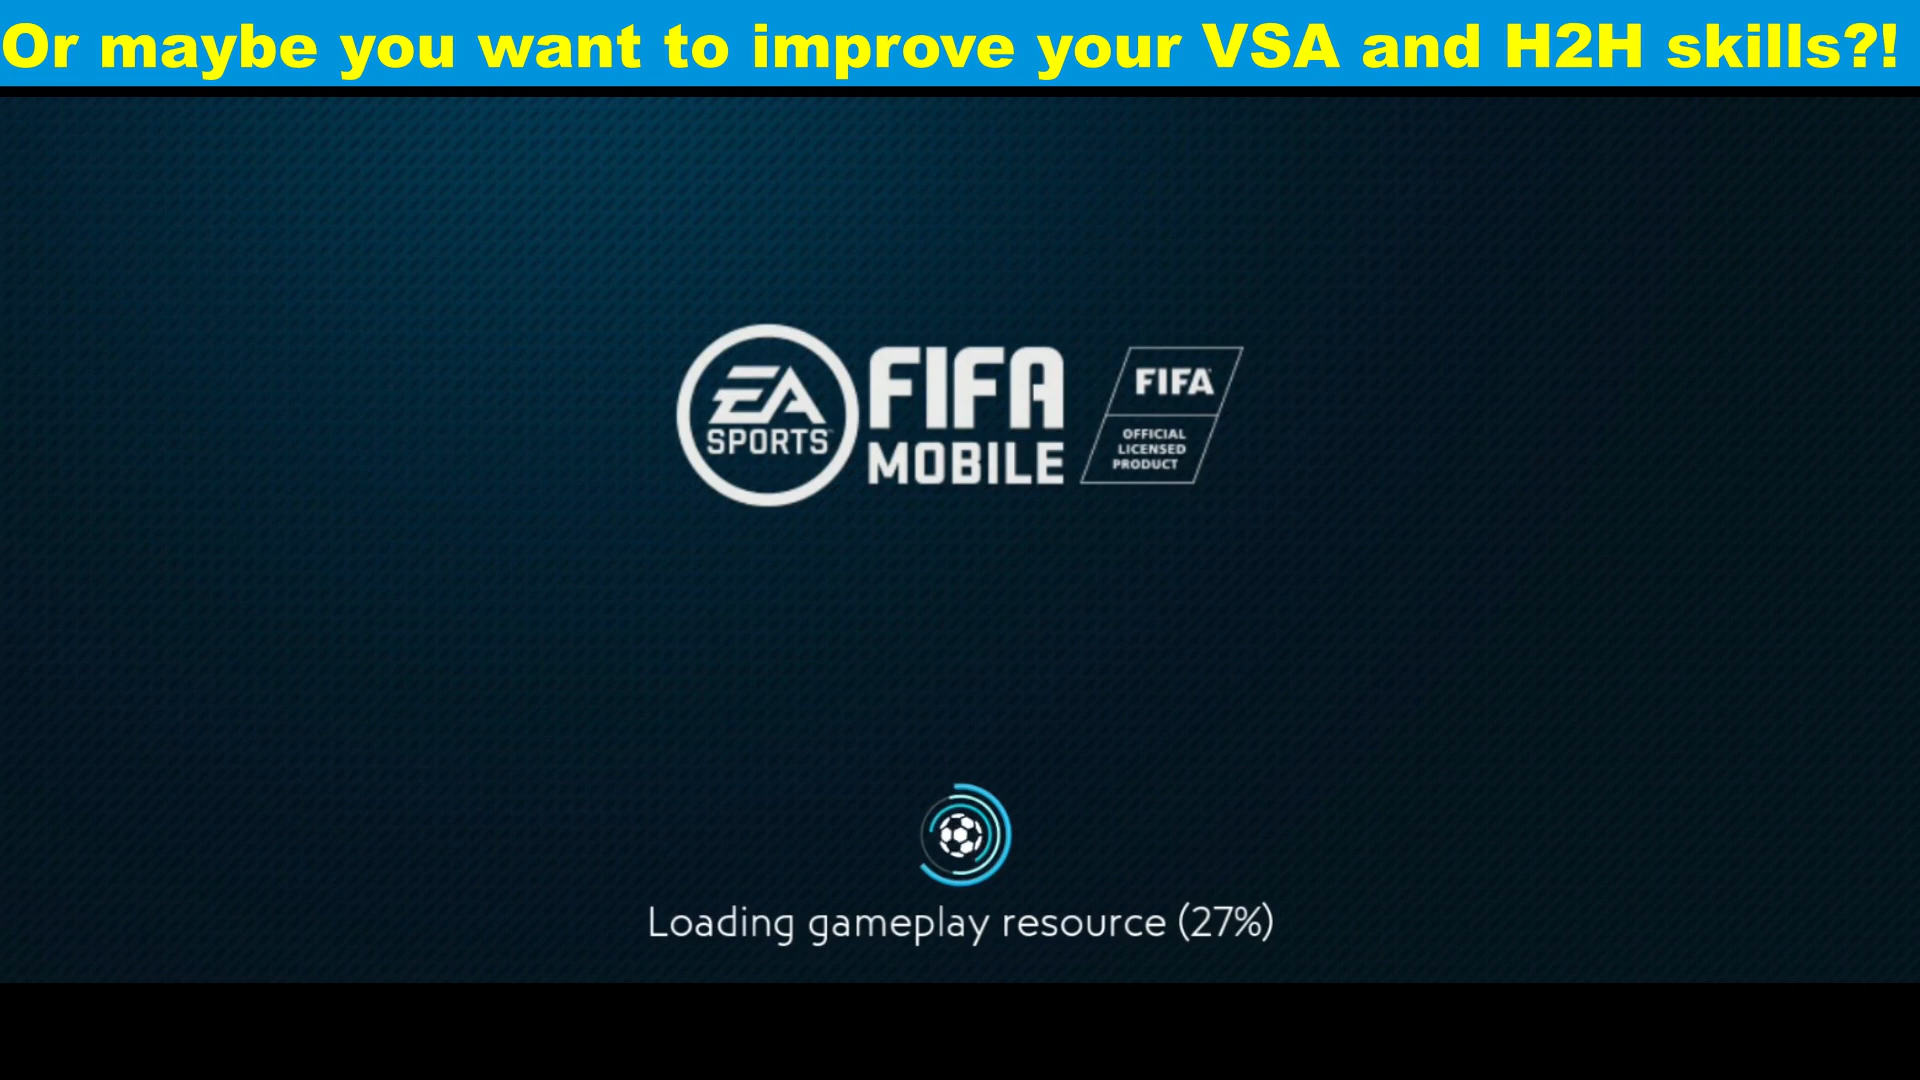 Or maybe you want to improve your VSA and H2H skills?!
EA
SPORTS™
FIFA
MOBILE
FIFA
OFFICIAL
LICENSED
PRODUCT
Loading gameplay resource (27%)